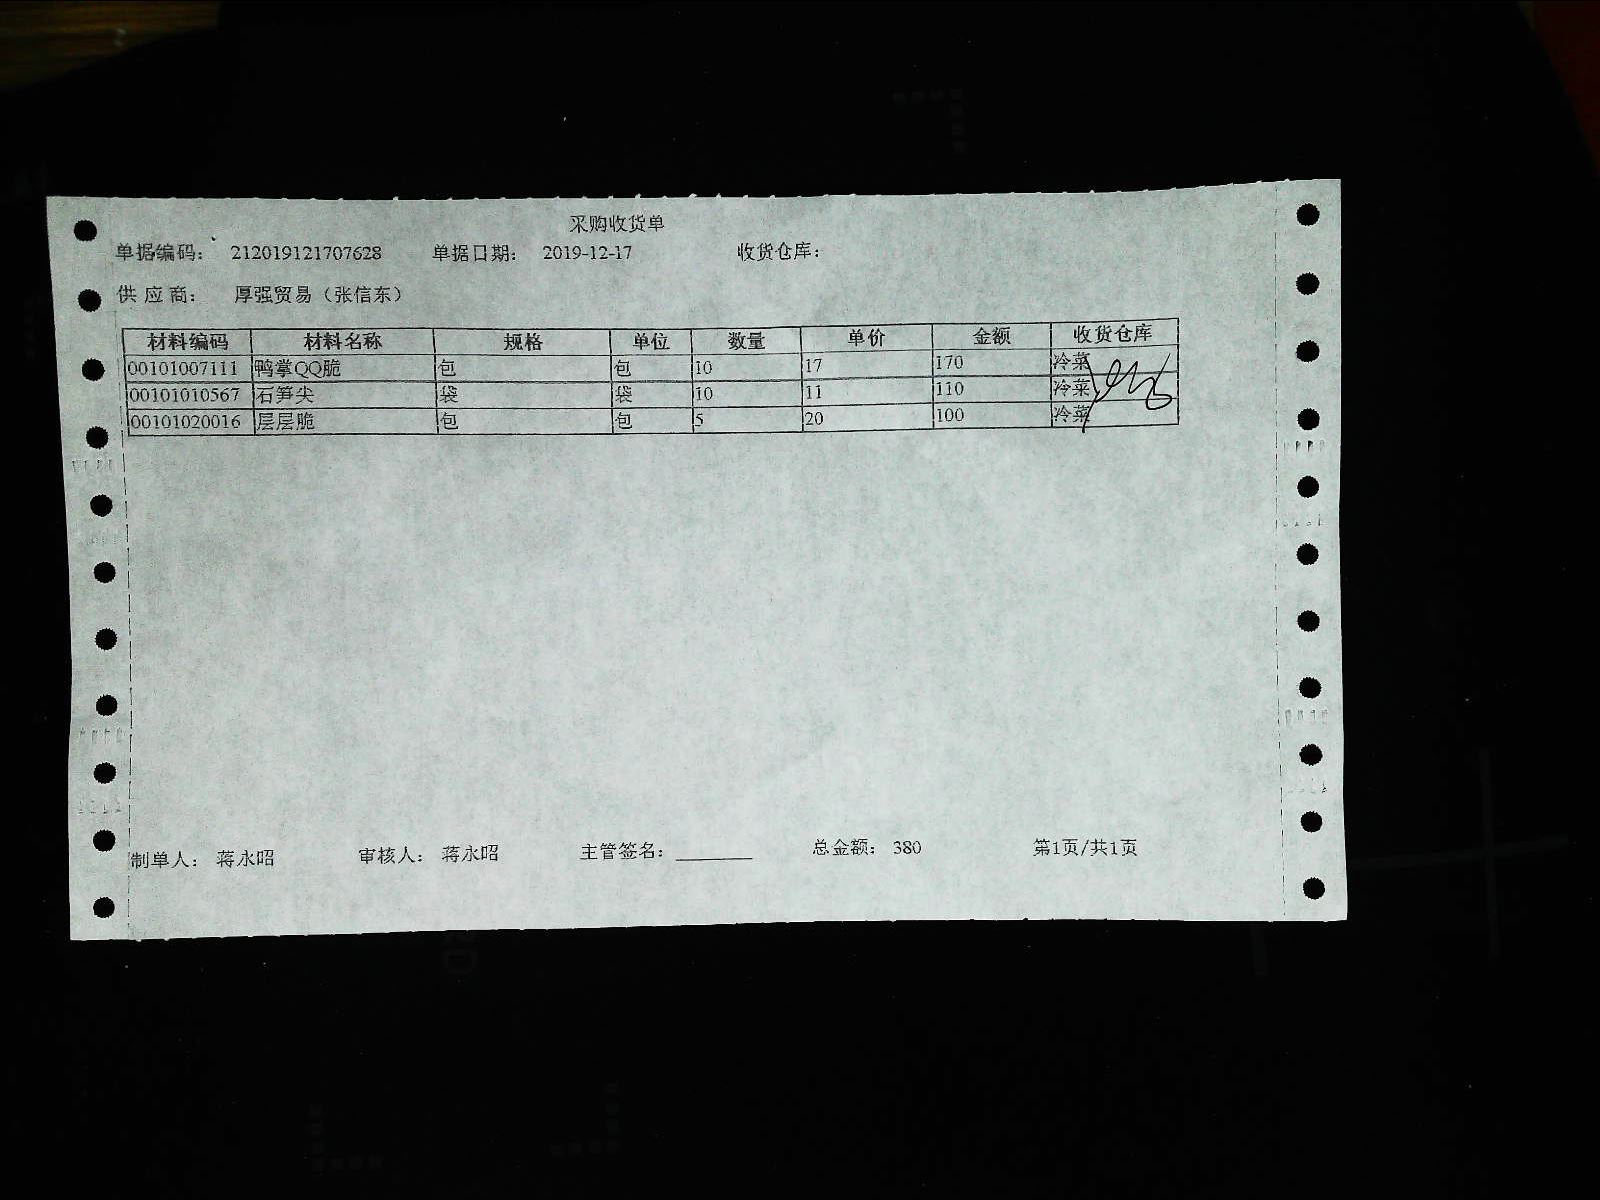 采购收货单
单据编码： 212019121707628 单据日期： 2019-12-17 收货仓库：
供 应 商： 厚强贸易（张信东）
材料编码 材料名称 规格 单位 数量 单价 金额 收货仓库
00101007111 鸭掌QQ脆 包 包 10 17 170 冷菜
00101010567 石笋尖 袋 袋 10 11 110 冷菜
00101020016 层层脆 包 包 5 20 100 冷菜
制单人： 蒋永昭 审核人： 蒋永昭 主管签名： 总金额： 380 第1页/共1页